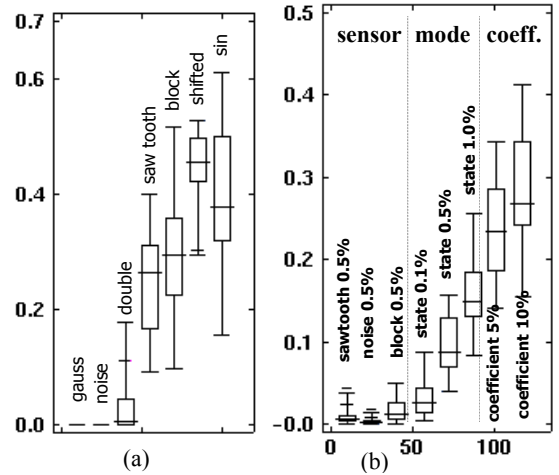 0.7
0.6
0.4
0.2
0.0
gauss
noise
double
saw tooth
block
shifted
sin
(a)
0.5
0.4
0.3
0.2
0.1
-0.0
sensor
mode
coeff.
sawtooth 0.5%
noise 0.5%
block 0.5%
state 0.1%
state 0.5%
state 1.0%
coefficient 5%
coefficient 10%
0
50
100
(b)